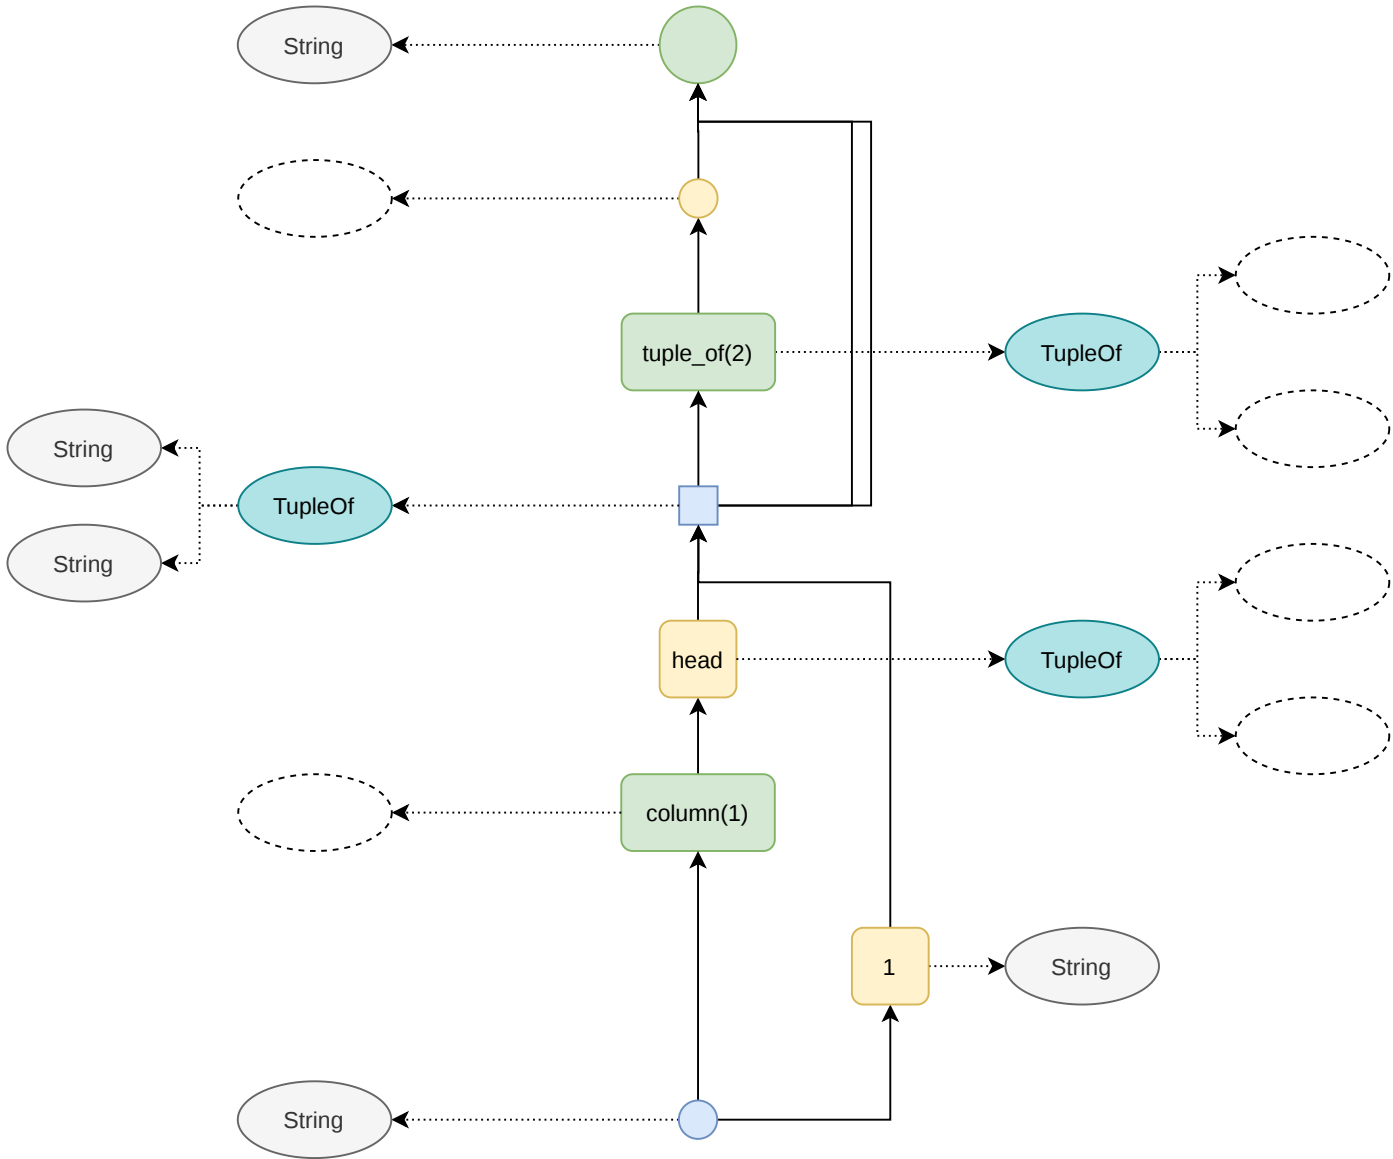 String
tuple_of(2)
TupleOf
String
TupleOf
String
head
TupleOf
column(1)
1
String
String